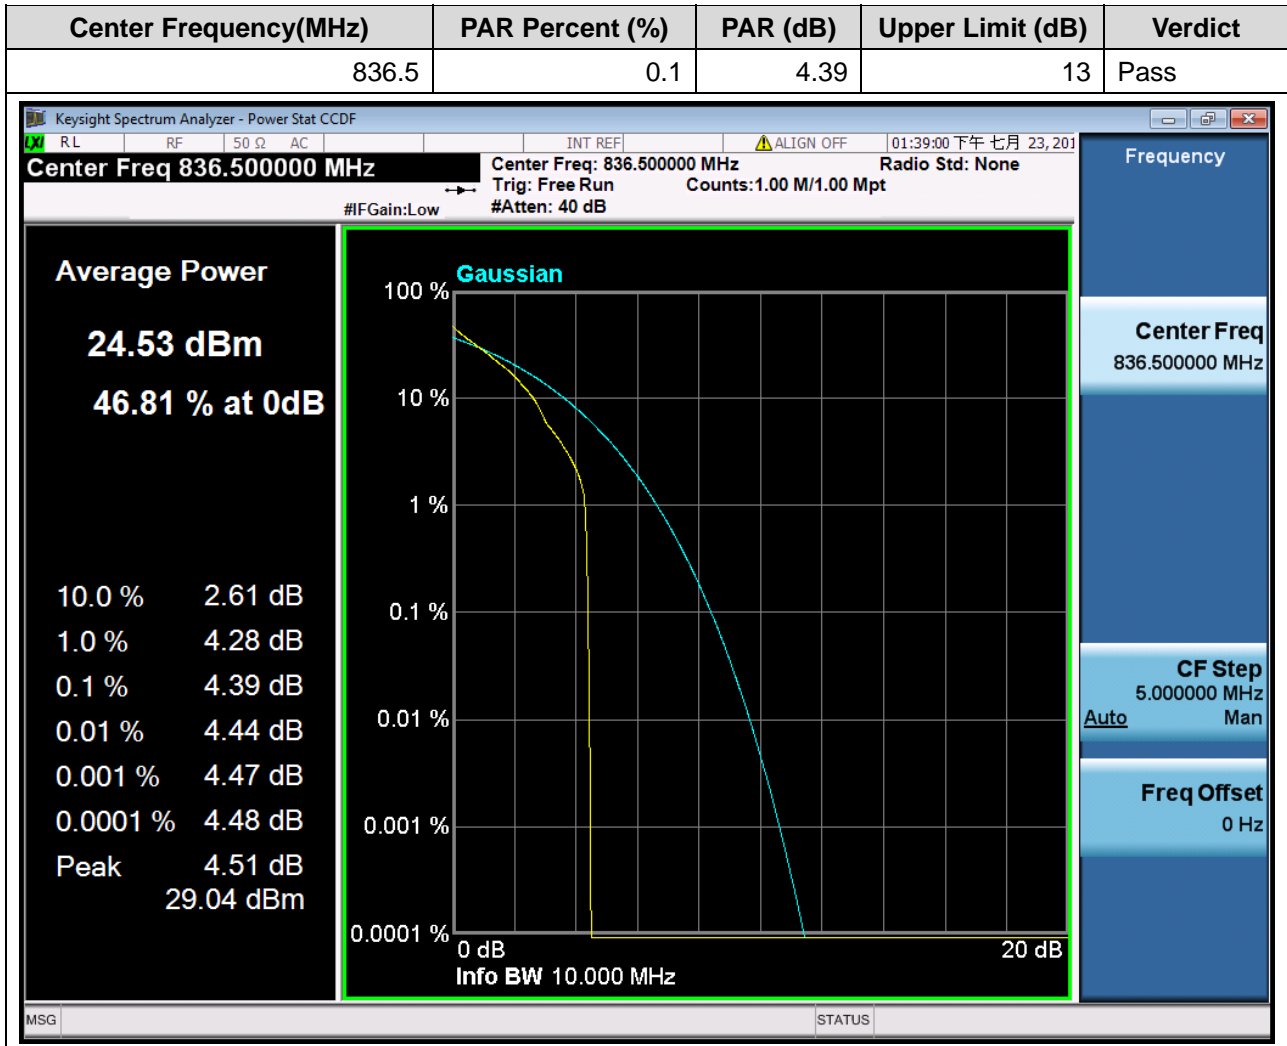 Center Frequency(MHz) PAR Percent (%) PAR (dB) Upper Limit (dB) Verdict
836.5 0.1 4.39 13 Pass
Keysight Spectrum Analyzer - Power Stat CCDF
LXI RL RF 50 Ω AC INT REF ALIGN OFF 01:39:00 下午 七月 23, 201
Center Freq 836.500000 MHz
Center Freq: 836.500000 MHz Radio Std: None
Trig: Free Run Counts:1.00 M/1.00 Mpt
#IFGain:Low #Atten: 40 dB
Average Power
24.53 dBm
46.81 % at 0dB
10.0 % 2.61 dB
1.0 % 4.28 dB
0.1 % 4.39 dB
0.01 % 4.44 dB
0.001 % 4.47 dB
0.0001 % 4.48 dB
Peak 4.51 dB
29.04 dBm
Gaussian
100 %
10 %
1 %
0.1 %
0.01 %
0.001 %
0.0001 %
0 dB 20 dB
Info BW 10.000 MHz
Frequency
Center Freq
836.500000 MHz
CF Step
5.000000 MHz
Auto Man
Freq Offset
0 Hz
MSG STATUS